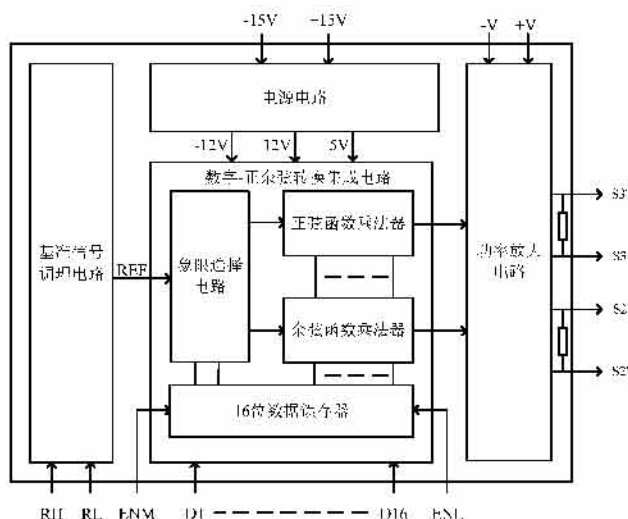 -15V +15V -V +V
电源电路
-12V 12V 5V
数字-正余弦转换集成电路
基准信号
调理电路
REF
象限选择
电路
正弦函数乘法器
余弦函数乘法器
功率放大
电路
S3'
S3
S2
S2'
16位数据锁存器
RH RL ENM D1 D16 ENL